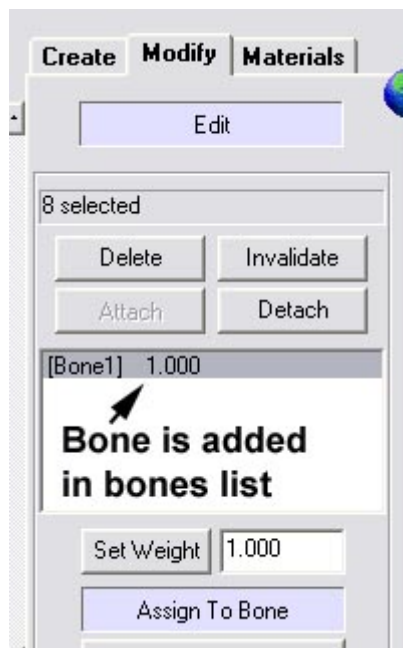 Create Modify Materials
Edit
8 selected
Delete Invalidate
Attach Detach
[Bone1] 1.000
Bone is added
in bones list
Set Weight 1.000
Assign To Bone